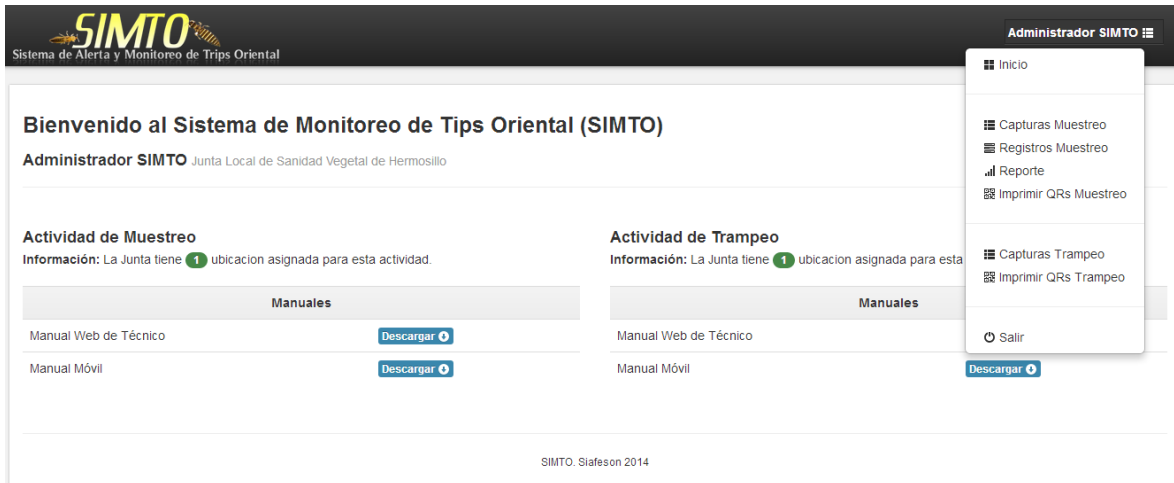 SIMTO
Sistema de Alerta y Monitoreo de Trips Oriental
Administrador SIMTO
Inicio
Capturas Muestreo
Registros Muestreo
Reporte
Imprimir QRs Muestreo
Capturas Trampeo
Imprimir QRs Trampeo
Salir
Bienvenido al Sistema de Monitoreo de Tips Oriental (SIMTO)
Administrador SIMTO Junta Local de Sanidad Vegetal de Hermosillo
Actividad de Muestreo
Información: La Junta tiene 1 ubicacion asignada para esta actividad.
Manuales
Manual Web de Técnico Descargar
Manual Móvil Descargar
Actividad de Trampeo
Información: La Junta tiene 1 ubicacion asignada para esta
Manuales
Manual Web de Técnico
Manual Móvil Descargar
SIMTO. Siafeson 2014